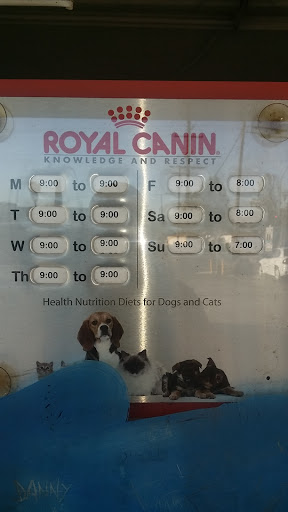 ROYAL CANIN
KNOWLEDGE AND RESPECT
M 9:00 to 9:00 F 9:00 to 8:00
T 9:00 to 9:00 Sa 9:00 to 8:00
W 9:00 to 9:00 Su 9:00 to 7:00
Th 9:00 to 9:00
Health Nutrition Diets for Dogs and Cats
DANNY